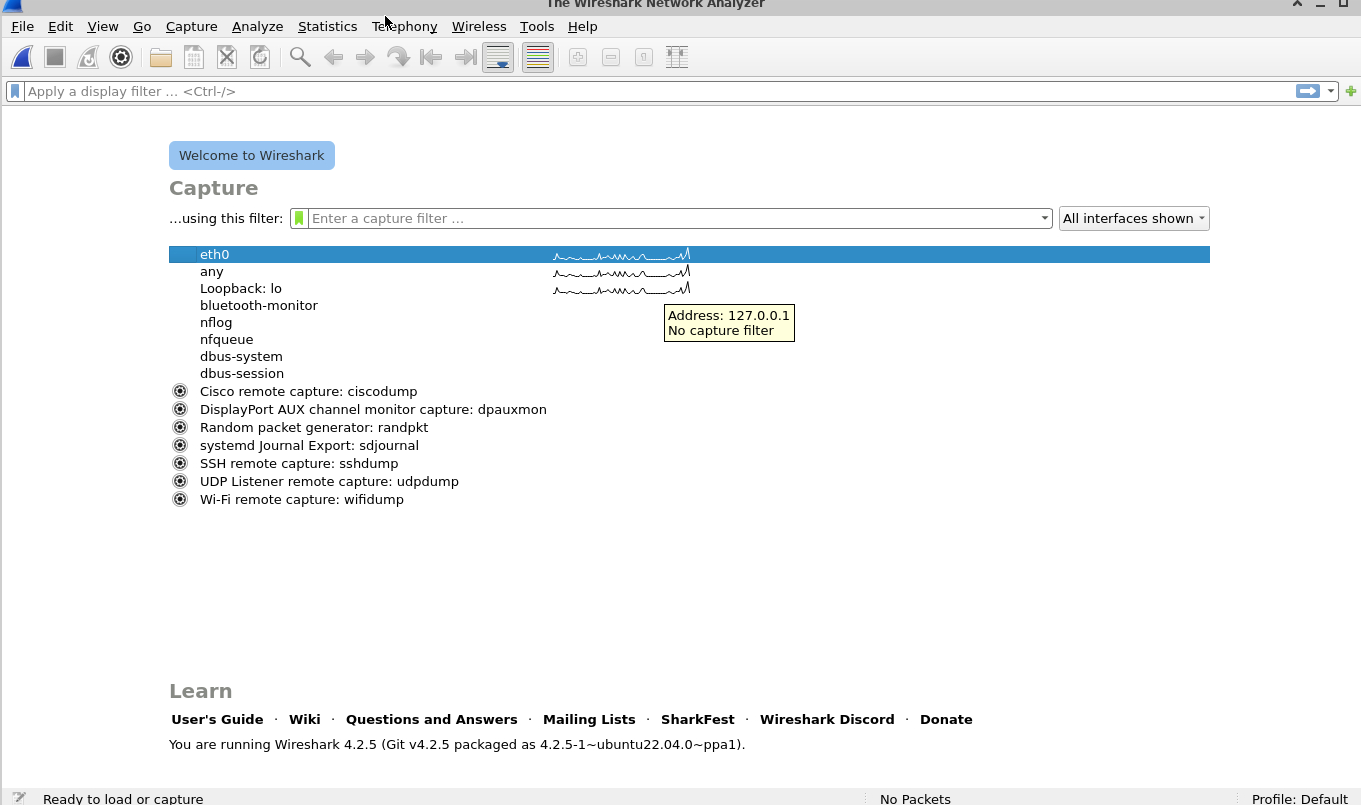 The Wireshark Network Analyzer
File Edit View Go Capture Analyze Statistics Telephony Wireless Tools Help
Apply a display filter … <Ctrl-/>
Welcome to Wireshark
Capture
…using this filter: Enter a capture filter … All interfaces shown
eth0
any
Loopback: lo
bluetooth-monitor
Address: 127.0.0.1
No capture filter
nflog
nfqueue
dbus-system
dbus-session
Cisco remote capture: ciscodump
DisplayPort AUX channel monitor capture: dpauxmon
Random packet generator: randpkt
systemd Journal Export: sdjournal
SSH remote capture: sshdump
UDP Listener remote capture: udpdump
Wi-Fi remote capture: wifidump
Learn
User's Guide · Wiki · Questions and Answers · Mailing Lists · SharkFest · Wireshark Discord · Donate
You are running Wireshark 4.2.5 (Git v4.2.5 packaged as 4.2.5-1~ubuntu22.04.0~ppa1).
Ready to load or capture No Packets Profile: Default